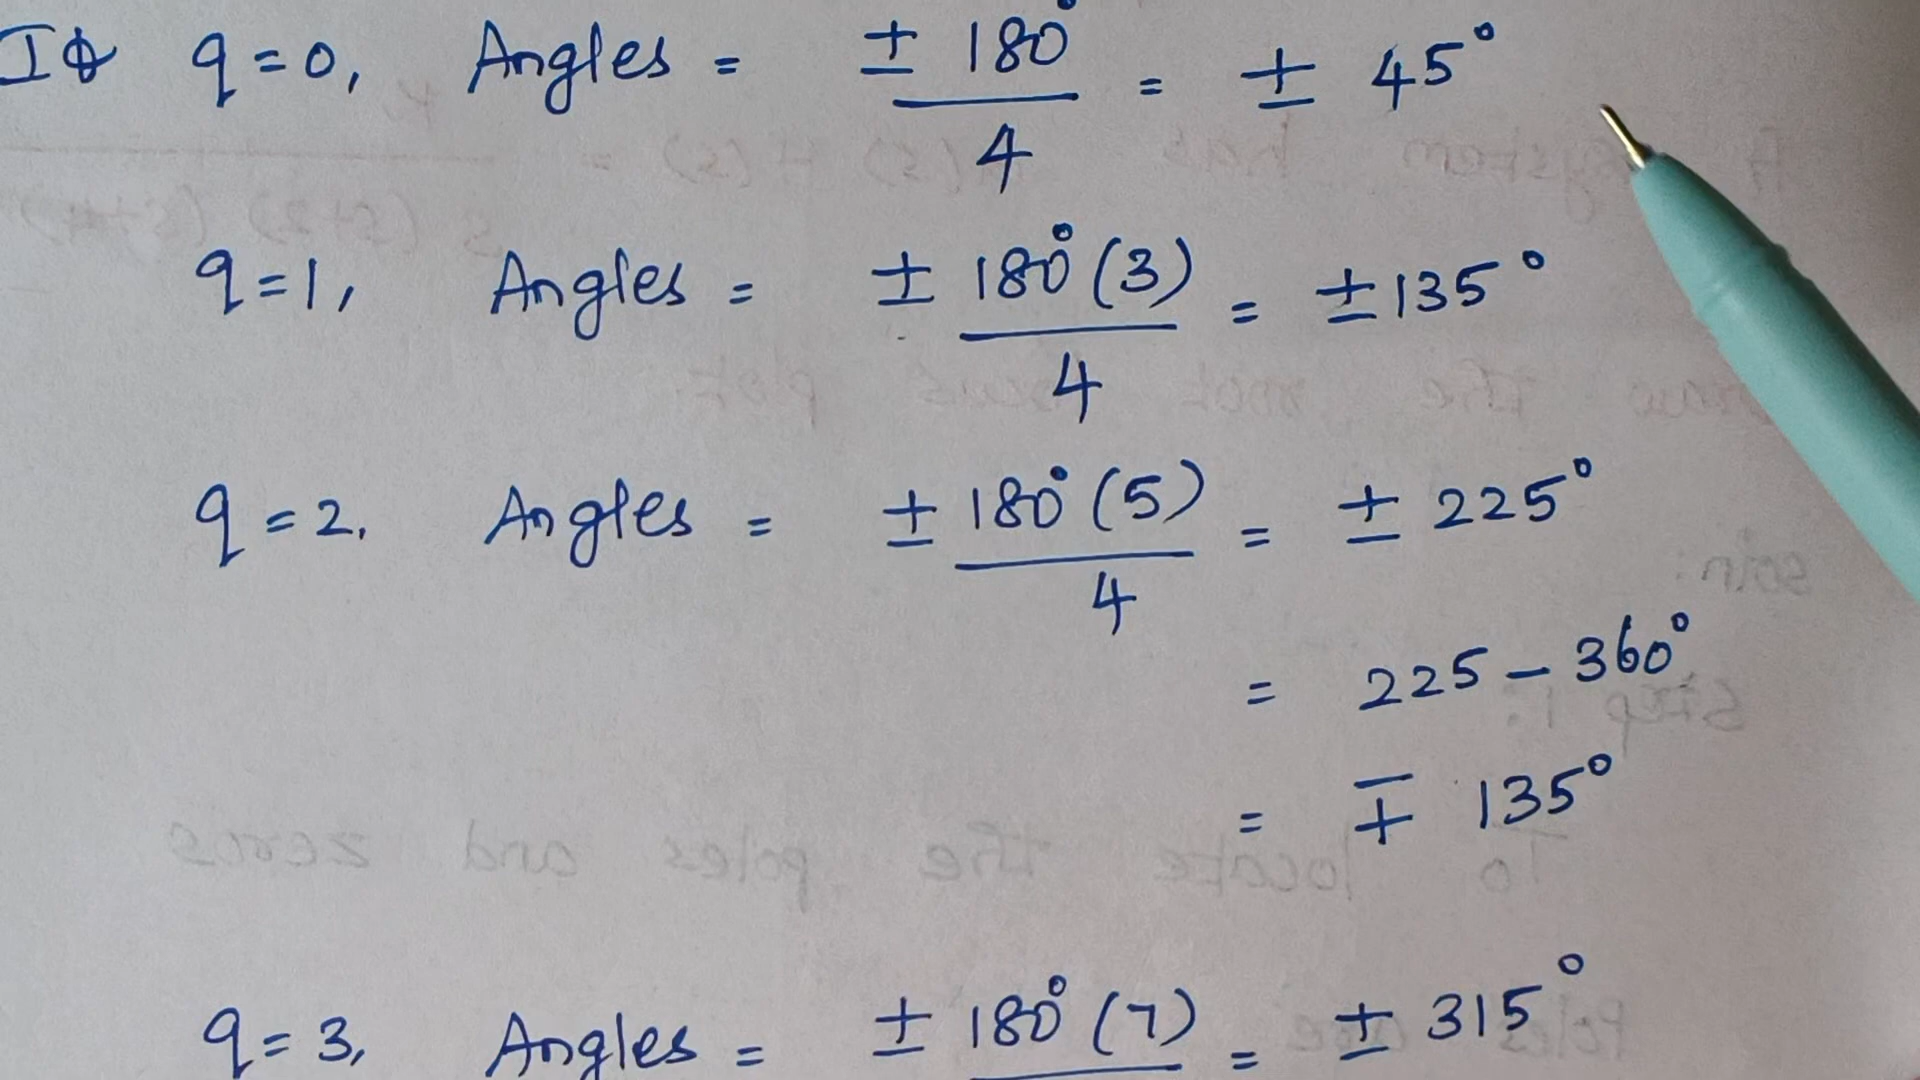 If q=0, Angles = ± 180° / 4 = ± 45°
q=1, Angles = ± 180°(3) / 4 = ±135°
q=2, Angles = ± 180°(5) / 4 = ± 225°
= 225 - 360°
= ∓ 135°
q=3, Angles = ± 180°(7) = ± 315°